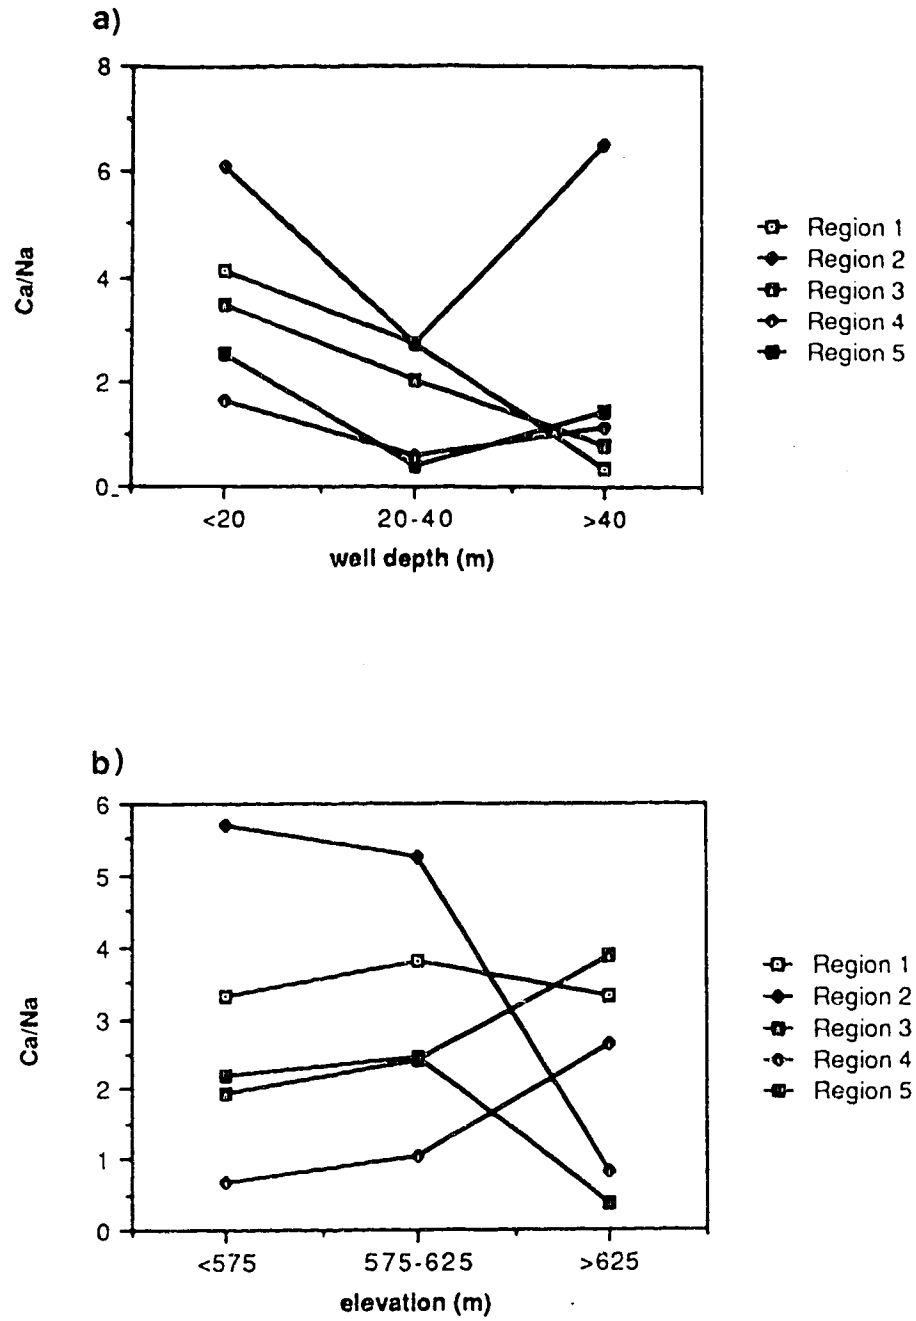 a)
8
6
4
2
0
Ca/Na
<20 20-40 >40
well depth (m)
Region 1
Region 2
Region 3
Region 4
Region 5
b)
6
5
4
3
2
1
0
Ca/Na
<575 575-625 >625
elevation (m)
Region 1
Region 2
Region 3
Region 4
Region 5